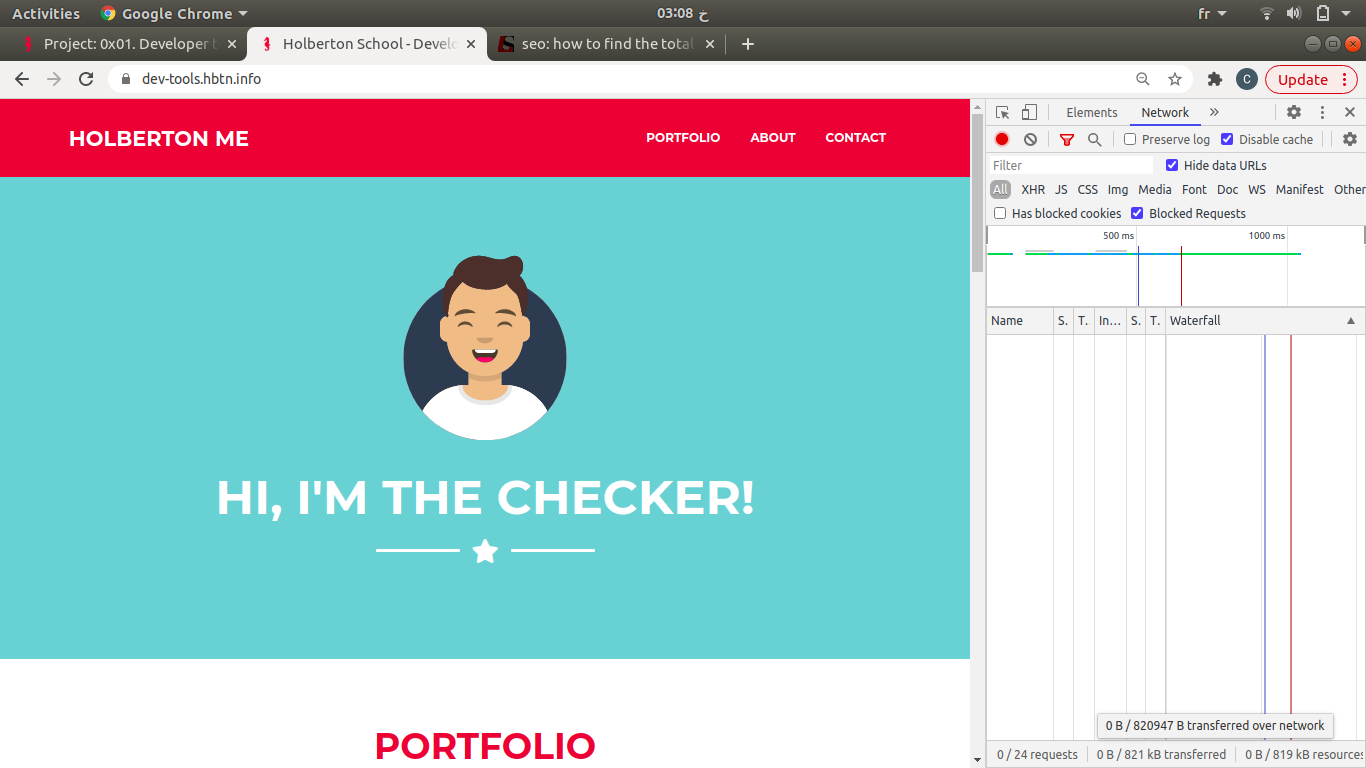 Activities
Google Chrome
03:08 خ
fr
Project: 0x01. Developer t
Holberton School - Develo
seo: how to find the total
dev-tools.hbtn.info
C
Update
HOLBERTON ME
PORTFOLIO
ABOUT
CONTACT
HI, I'M THE CHECKER!
PORTFOLIO
Elements
Network
Preserve log
Disable cache
Filter
Hide data URLs
All XHR JS CSS Img Media Font Doc WS Manifest Other
Has blocked cookies
Blocked Requests
500 ms
1000 ms
Name S. T. In... S. T. Waterfall
0 B / 820947 B transferred over network
0 / 24 requests
0 B / 821 kB transferred
0 B / 819 kB resources